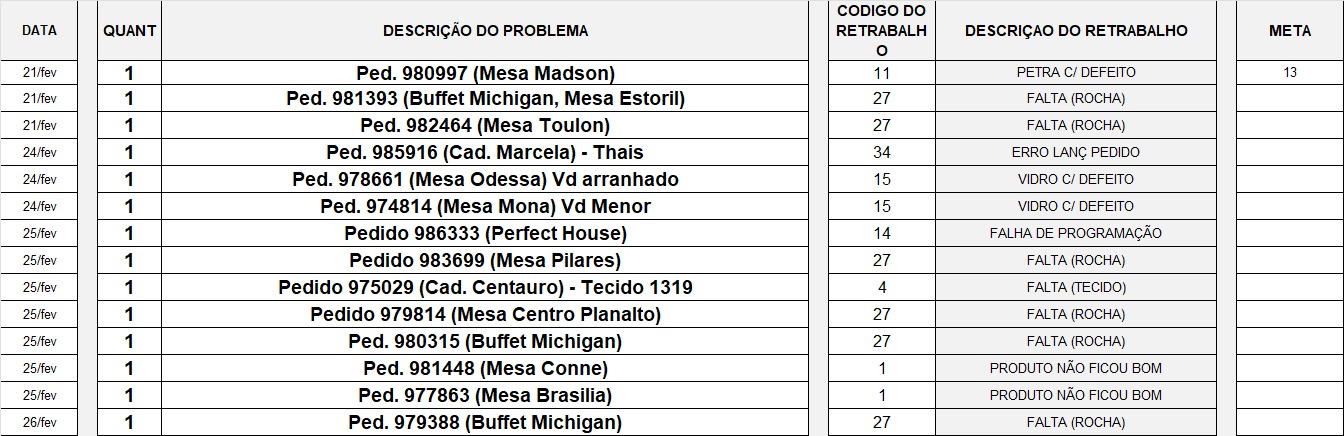 DATA QUANT DESCRIÇÃO DO PROBLEMA CODIGO DO RETRABALHO DESCRIÇAO DO RETRABALHO META
21/fev 1 Ped. 980997 (Mesa Madson) 11 PETRA C/ DEFEITO 13
21/fev 1 Ped. 981393 (Buffet Michigan, Mesa Estoril) 27 FALTA (ROCHA)
21/fev 1 Ped. 982464 (Mesa Toulon) 27 FALTA (ROCHA)
24/fev 1 Ped. 985916 (Cad. Marcela) - Thais 34 ERRO LANÇ PEDIDO
24/fev 1 Ped. 978661 (Mesa Odessa) Vd arranhado 15 VIDRO C/ DEFEITO
24/fev 1 Ped. 974814 (Mesa Mona) Vd Menor 15 VIDRO C/ DEFEITO
25/fev 1 Pedido 986333 (Perfect House) 14 FALHA DE PROGRAMAÇÃO
25/fev 1 Pedido 983699 (Mesa Pilares) 27 FALTA (ROCHA)
25/fev 1 Pedido 975029 (Cad. Centauro) - Tecido 1319 4 FALTA (TECIDO)
25/fev 1 Pedido 979814 (Mesa Centro Planalto) 27 FALTA (ROCHA)
25/fev 1 Ped. 980315 (Buffet Michigan) 27 FALTA (ROCHA)
25/fev 1 Ped. 981448 (Mesa Conne) 1 PRODUTO NÃO FICOU BOM
25/fev 1 Ped. 977863 (Mesa Brasilia) 1 PRODUTO NÃO FICOU BOM
26/fev 1 Ped. 979388 (Buffet Michigan) 27 FALTA (ROCHA)